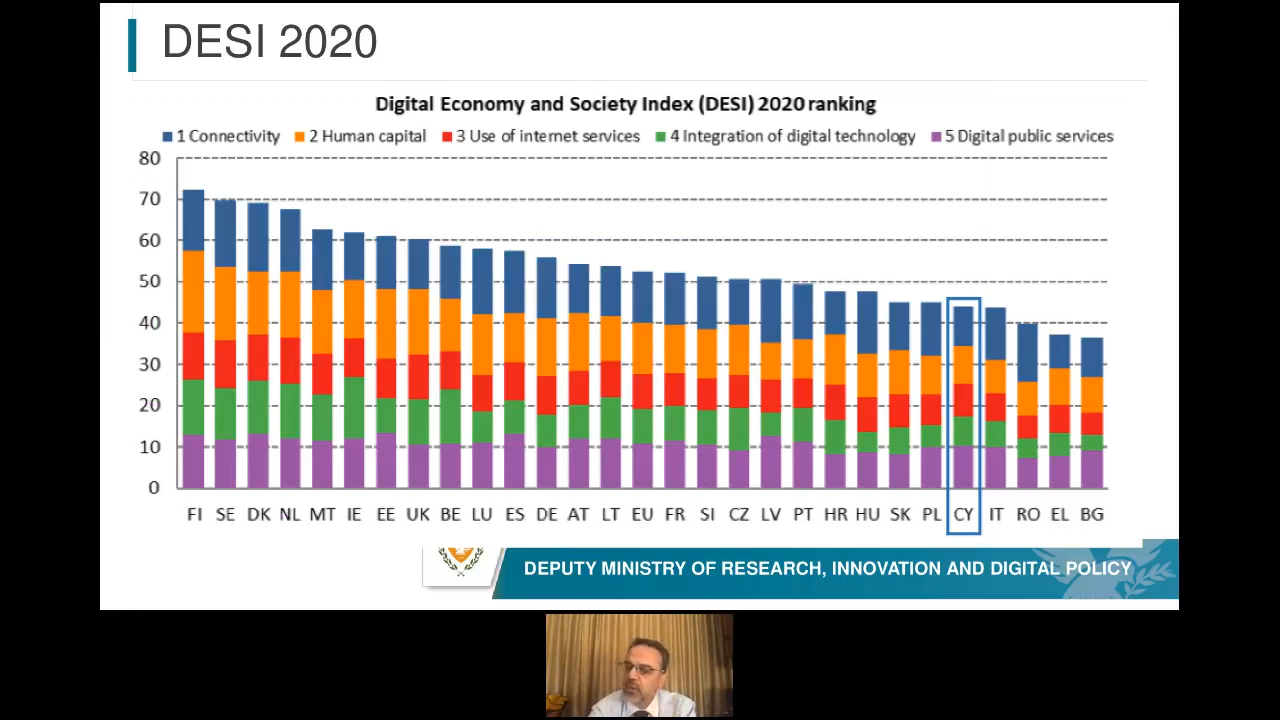 DESI 2020
Digital Economy and Society Index (DESI) 2020 ranking
1 Connectivity 2 Human capital 3 Use of internet services 4 Integration of digital technology 5 Digital public services
80
70
60
50
40
30
20
10
0
FI SE DK NL MT IE EE UK BE LU ES DE AT LT EU FR SI CZ LV PT HR HU SK PL CY IT RO EL BG
DEPUTY MINISTRY OF RESEARCH, INNOVATION AND DIGITAL POLICY